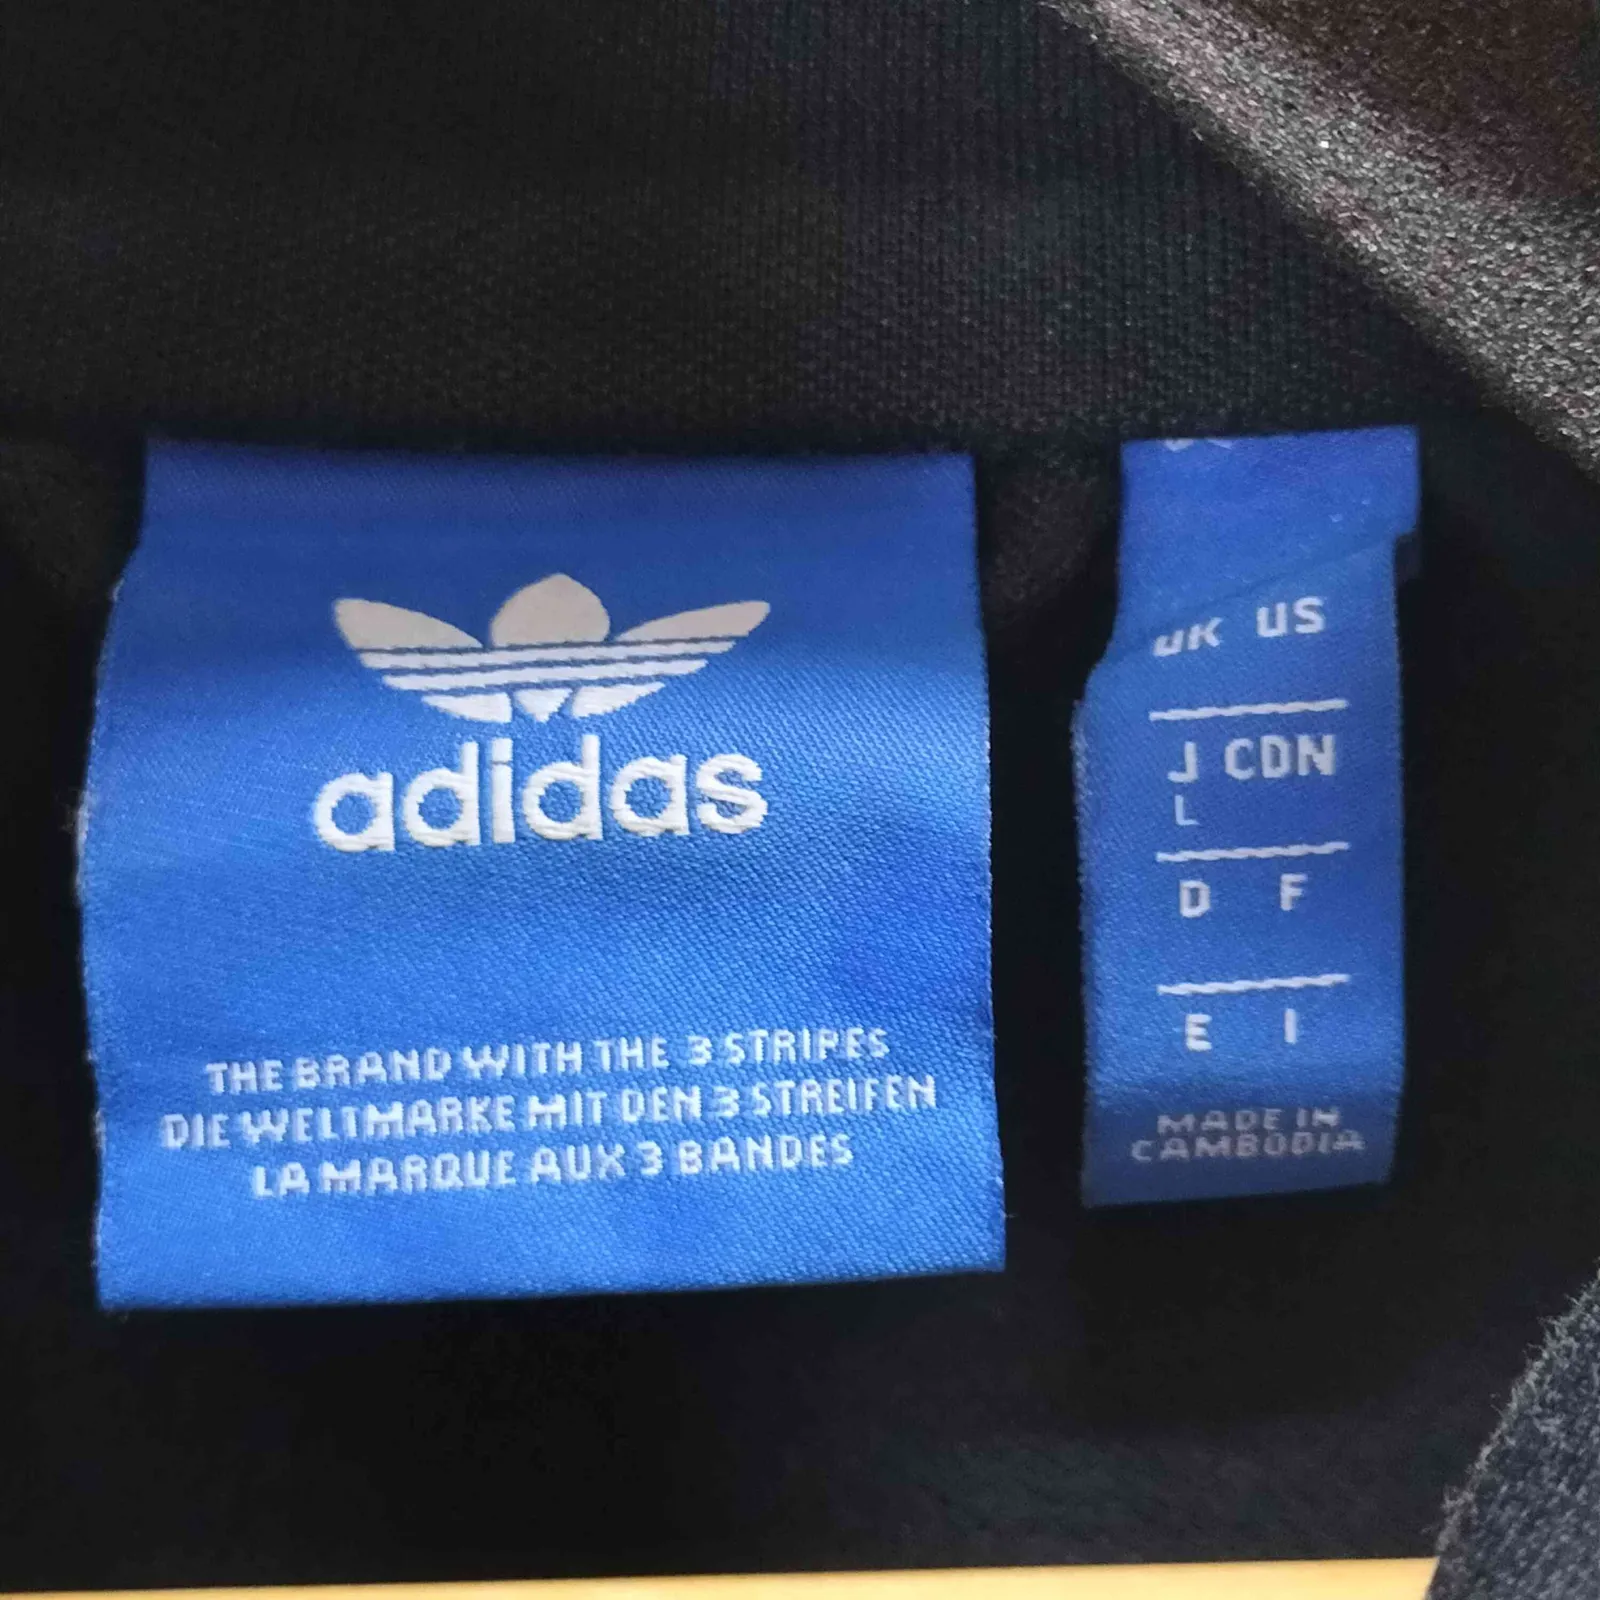 adidas
THE BRAND WITH THE 3 STRIPES
DIE WELTMARKE MIT DEN 3 STREIFEN
LA MARQUE AUX 3 BANDES
UK US
J CDN
L
D F
E I
MADE IN
CAMBODIA